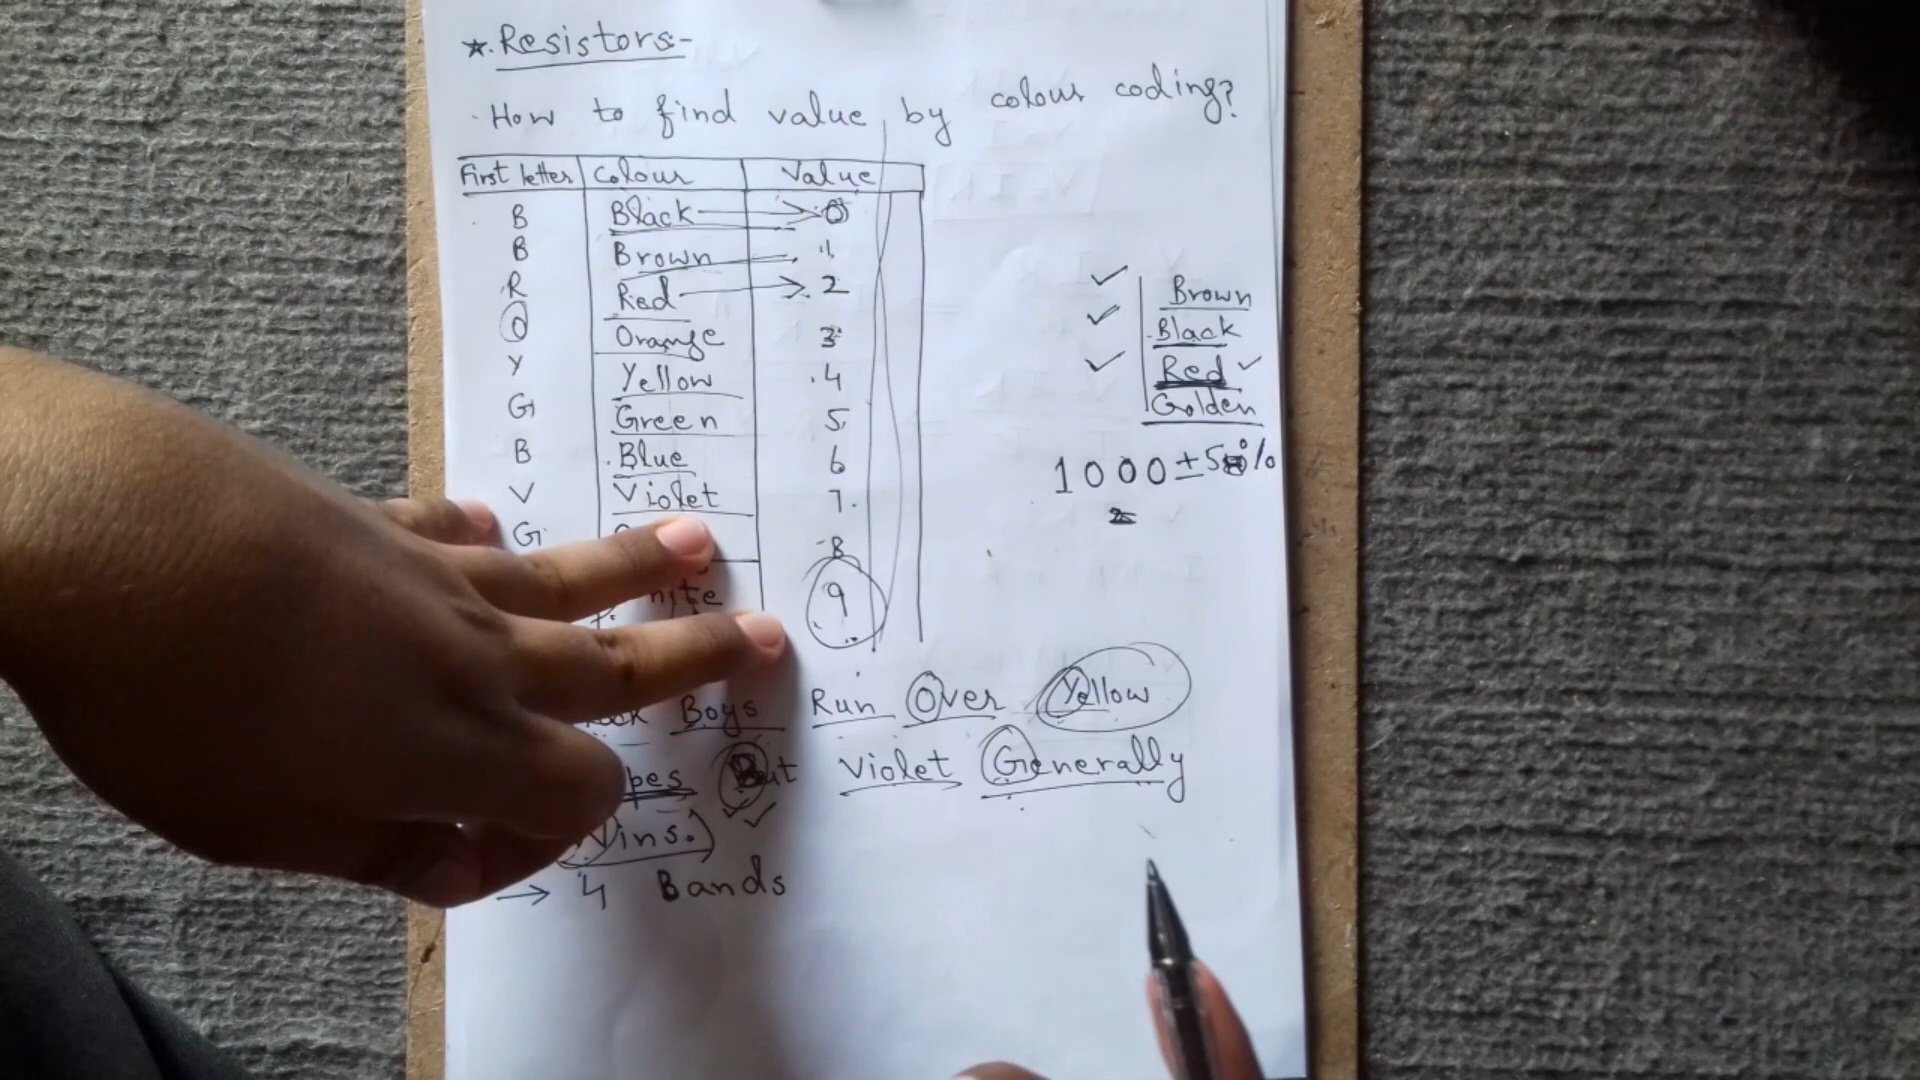 ★. Resistors-
How to find value by colour coding?
First letter Colour Value
B Black 0
B Brown 1
R Red 2
O Orange 3
Y Yellow 4
G Green 5
B Blue 6
V Violet 7
G 8
9
Brown
Black
Red
Golden
1000 ± 5%
Boys Run Over Yellow
But Violet Generally
→ 4 Bands